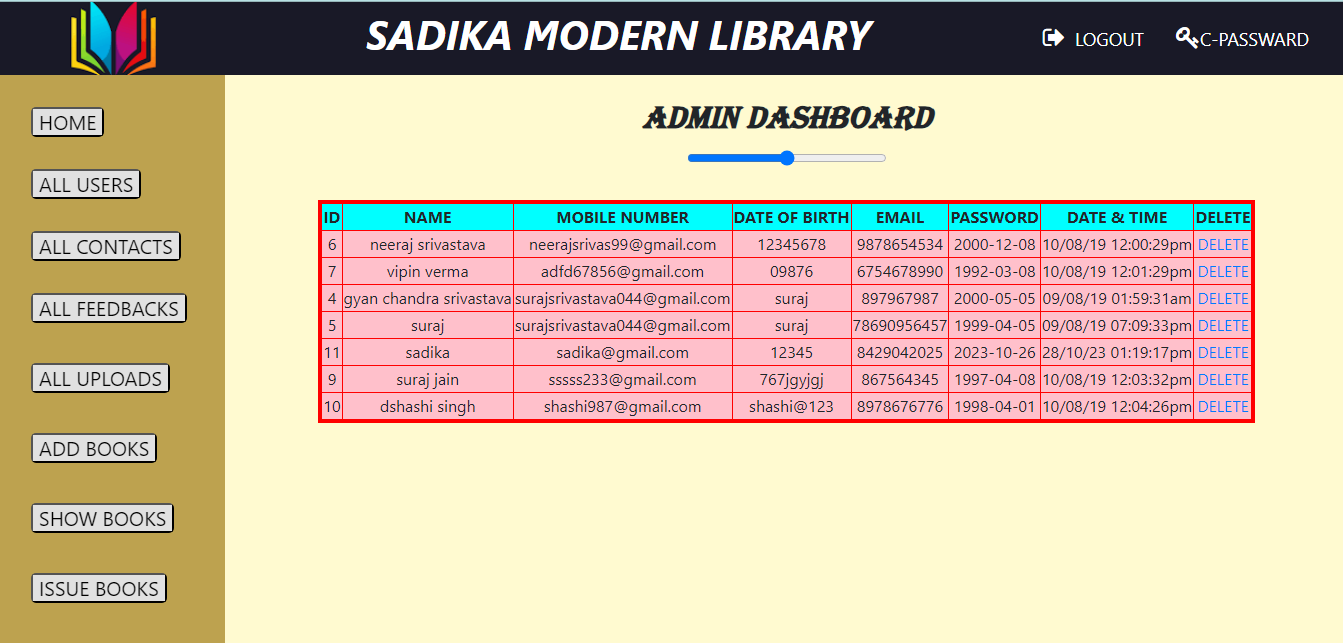 SADIKA MODERN LIBRARY
LOGOUT C-PASSWARD
HOME
ALL USERS
ALL CONTACTS
ALL FEEDBACKS
ALL UPLOADS
ADD BOOKS
SHOW BOOKS
ISSUE BOOKS
ADMIN DASHBOARD
ID NAME MOBILE NUMBER DATE OF BIRTH EMAIL PASSWORD DATE & TIME DELETE
6 neeraj srivastava neerajsrivas99@gmail.com 12345678 9878654534 2000-12-08 10/08/19 12:00:29pm DELETE
7 vipin verma adfd67856@gmail.com 09876 6754678990 1992-03-08 10/08/19 12:01:29pm DELETE
4 gyan chandra srivastava surajsrivastava044@gmail.com suraj 897967987 2000-05-05 09/08/19 01:59:31am DELETE
5 suraj surajsrivastava044@gmail.com suraj 78690956457 1999-04-05 09/08/19 07:09:33pm DELETE
11 sadika sadika@gmail.com 12345 8429042025 2023-10-26 28/10/23 01:19:17pm DELETE
9 suraj jain sssss233@gmail.com 767jgyjgj 867564345 1997-04-08 10/08/19 12:03:32pm DELETE
10 dshashi singh shashi987@gmail.com shashi@123 8978676776 1998-04-01 10/08/19 12:04:26pm DELETE